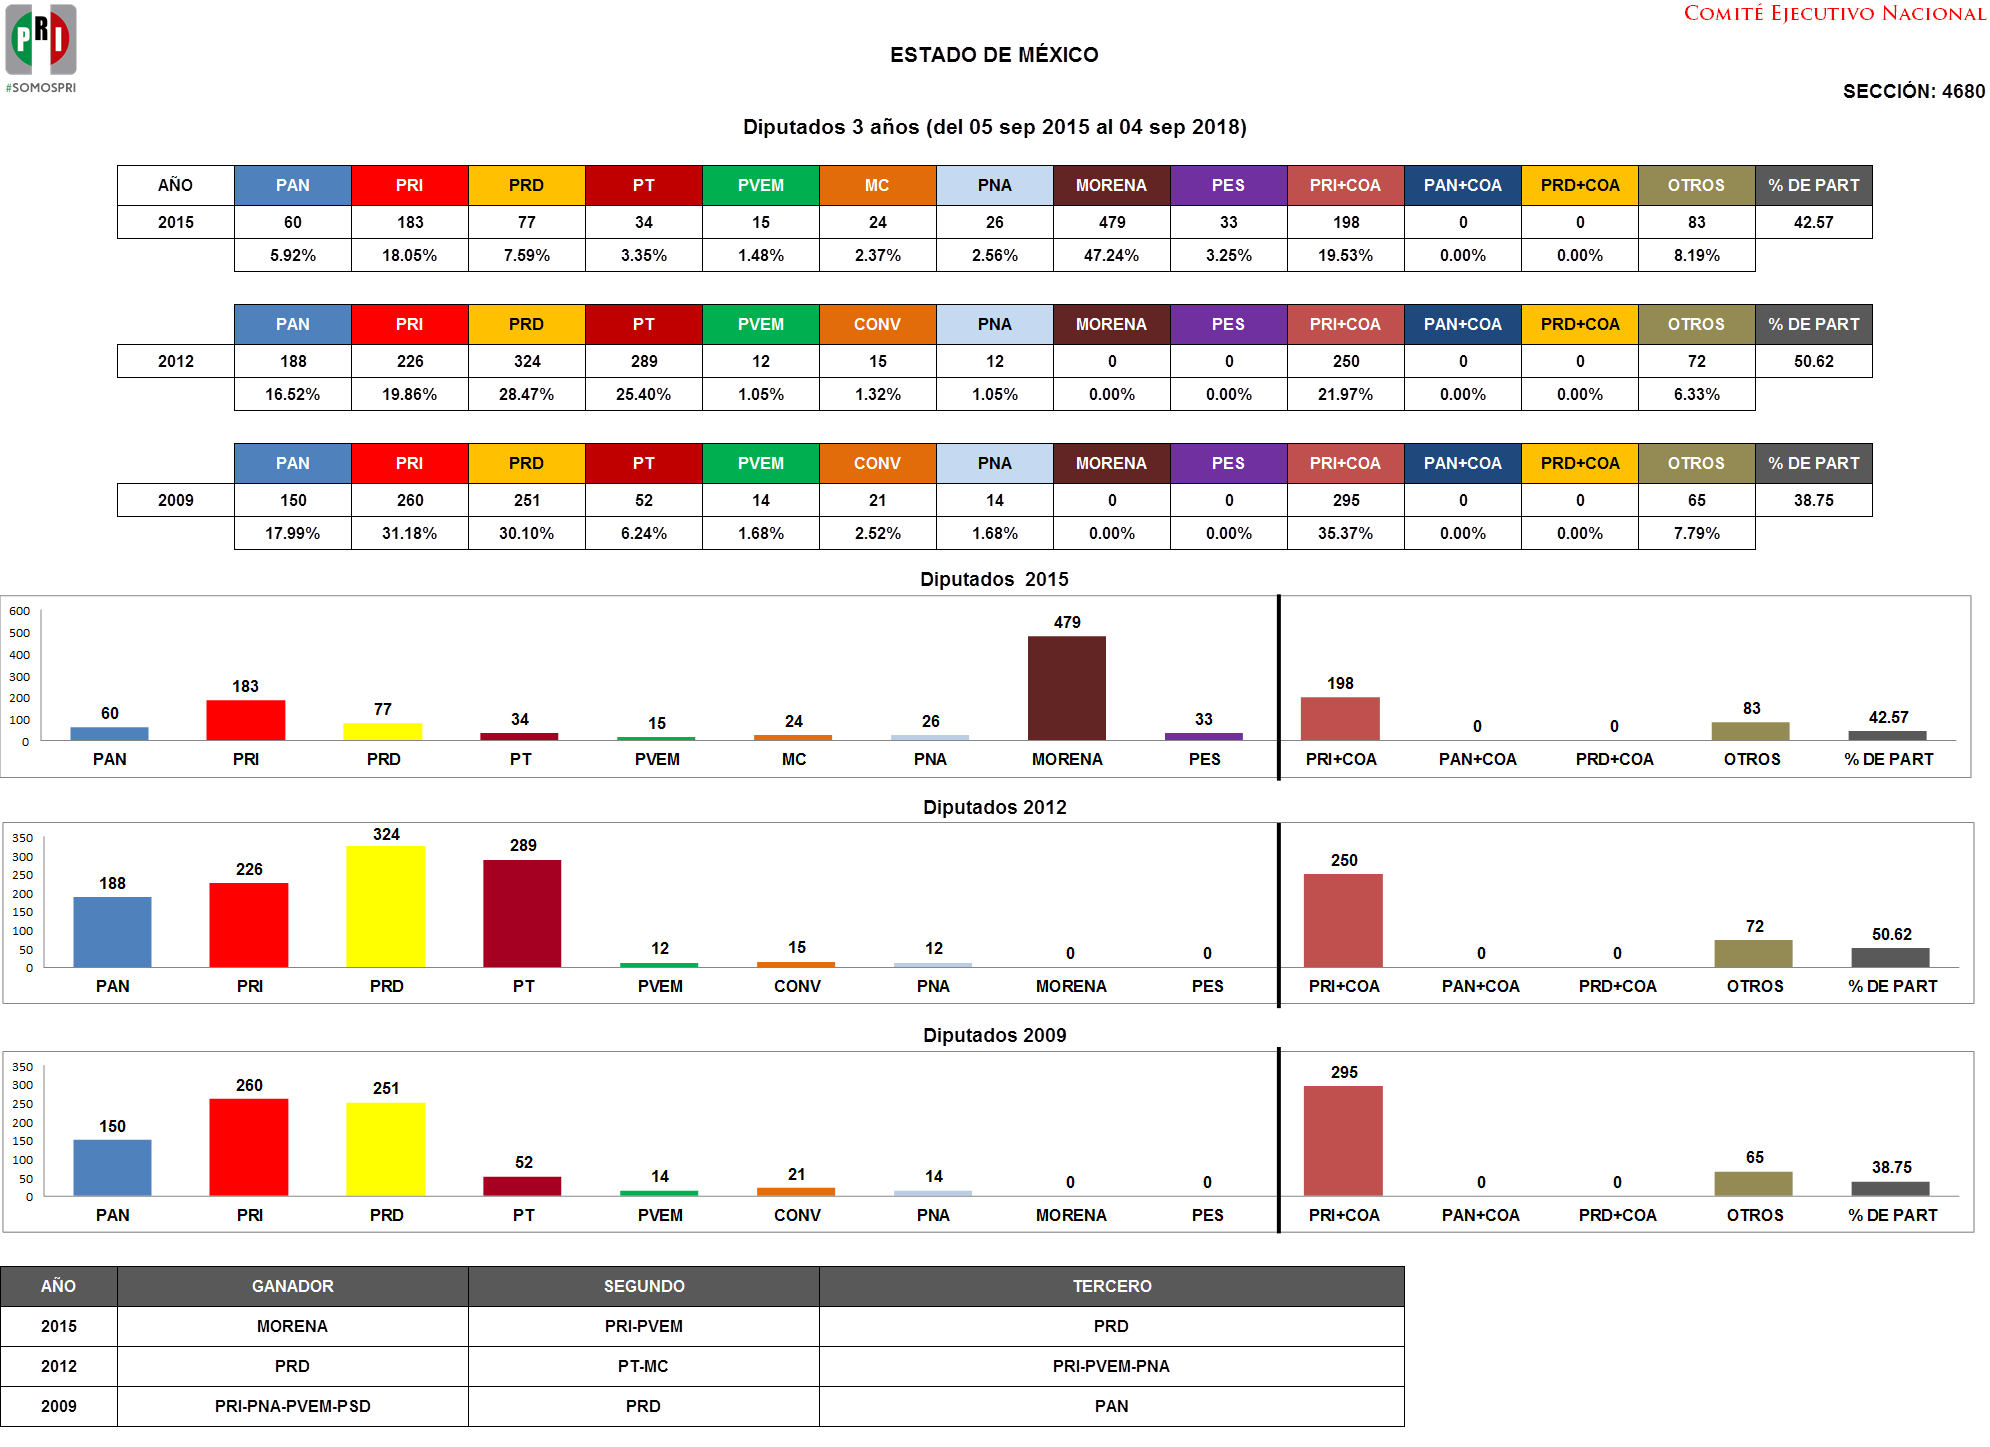 PRI
#SOMOSPRI
COMITÉ EJECUTIVO NACIONAL
ESTADO DE MÉXICO
SECCIÓN: 4680
Diputados 3 años (del 05 sep 2015 al 04 sep 2018)
AÑO PAN PRI PRD PT PVEM MC PNA MORENA PES PRI+COA PAN+COA PRD+COA OTROS % DE PART
2015 60 183 77 34 15 24 26 479 33 198 0 0 83 42.57
5.92% 18.05% 7.59% 3.35% 1.48% 2.37% 2.56% 47.24% 3.25% 19.53% 0.00% 0.00% 8.19%
PAN PRI PRD PT PVEM CONV PNA MORENA PES PRI+COA PAN+COA PRD+COA OTROS % DE PART
2012 188 226 324 289 12 15 12 0 0 250 0 0 72 50.62
16.52% 19.86% 28.47% 25.40% 1.05% 1.32% 1.05% 0.00% 0.00% 21.97% 0.00% 0.00% 6.33%
PAN PRI PRD PT PVEM CONV PNA MORENA PES PRI+COA PAN+COA PRD+COA OTROS % DE PART
2009 150 260 251 52 14 21 14 0 0 295 0 0 65 38.75
17.99% 31.18% 30.10% 6.24% 1.68% 2.52% 1.68% 0.00% 0.00% 35.37% 0.00% 0.00% 7.79%
Diputados 2015
600
500
400
300
200
100
0
60 183 77 34 15 24 26 479 33 198 0 0 83 42.57
PAN PRI PRD PT PVEM MC PNA MORENA PES PRI+COA PAN+COA PRD+COA OTROS % DE PART
Diputados 2012
350
300
250
200
150
100
50
0
188 226 324 289 12 15 12 0 0 250 0 0 72 50.62
PAN PRI PRD PT PVEM CONV PNA MORENA PES PRI+COA PAN+COA PRD+COA OTROS % DE PART
Diputados 2009
350
300
250
200
150
100
50
0
150 260 251 52 14 21 14 0 0 295 0 0 65 38.75
PAN PRI PRD PT PVEM CONV PNA MORENA PES PRI+COA PAN+COA PRD+COA OTROS % DE PART
AÑO GANADOR SEGUNDO TERCERO
2015 MORENA PRI-PVEM PRD
2012 PRD PT-MC PRI-PVEM-PNA
2009 PRI-PNA-PVEM-PSD PRD PAN